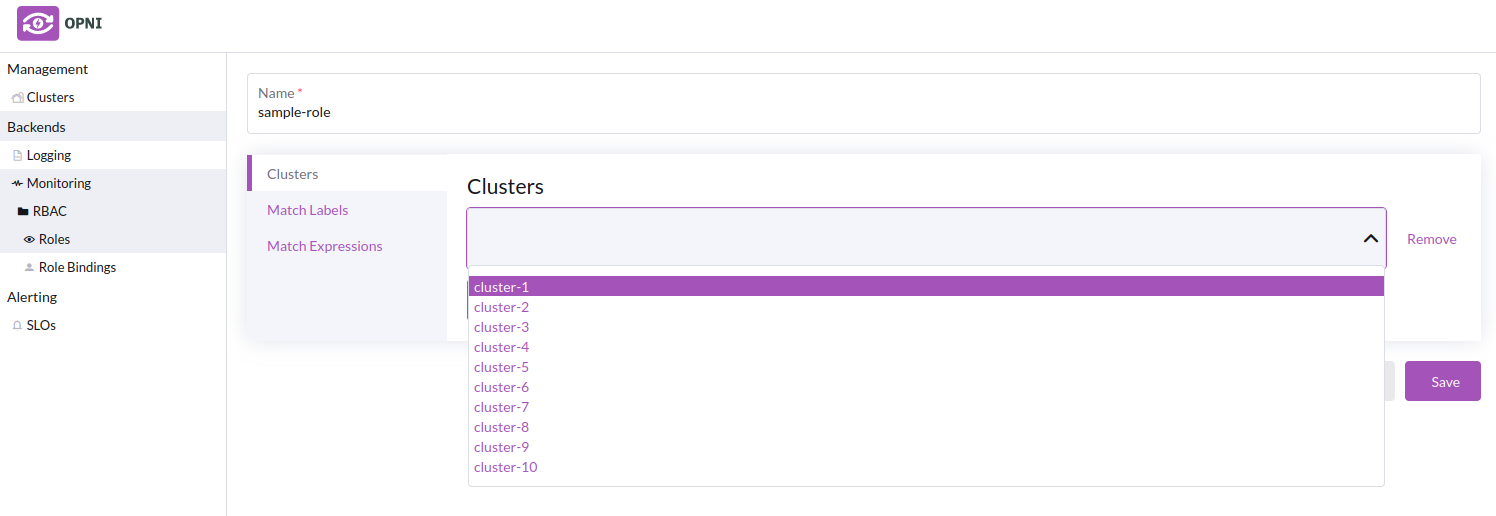 OPNI
Management
Clusters
Backends
Logging
Monitoring
RBAC
Roles
Role Bindings
Alerting
SLOs
Name *
sample-role
Clusters
Match Labels
Match Expressions
Clusters
Remove
cluster-1
cluster-2
cluster-3
cluster-4
cluster-5
cluster-6
cluster-7
cluster-8
cluster-9
cluster-10
Save